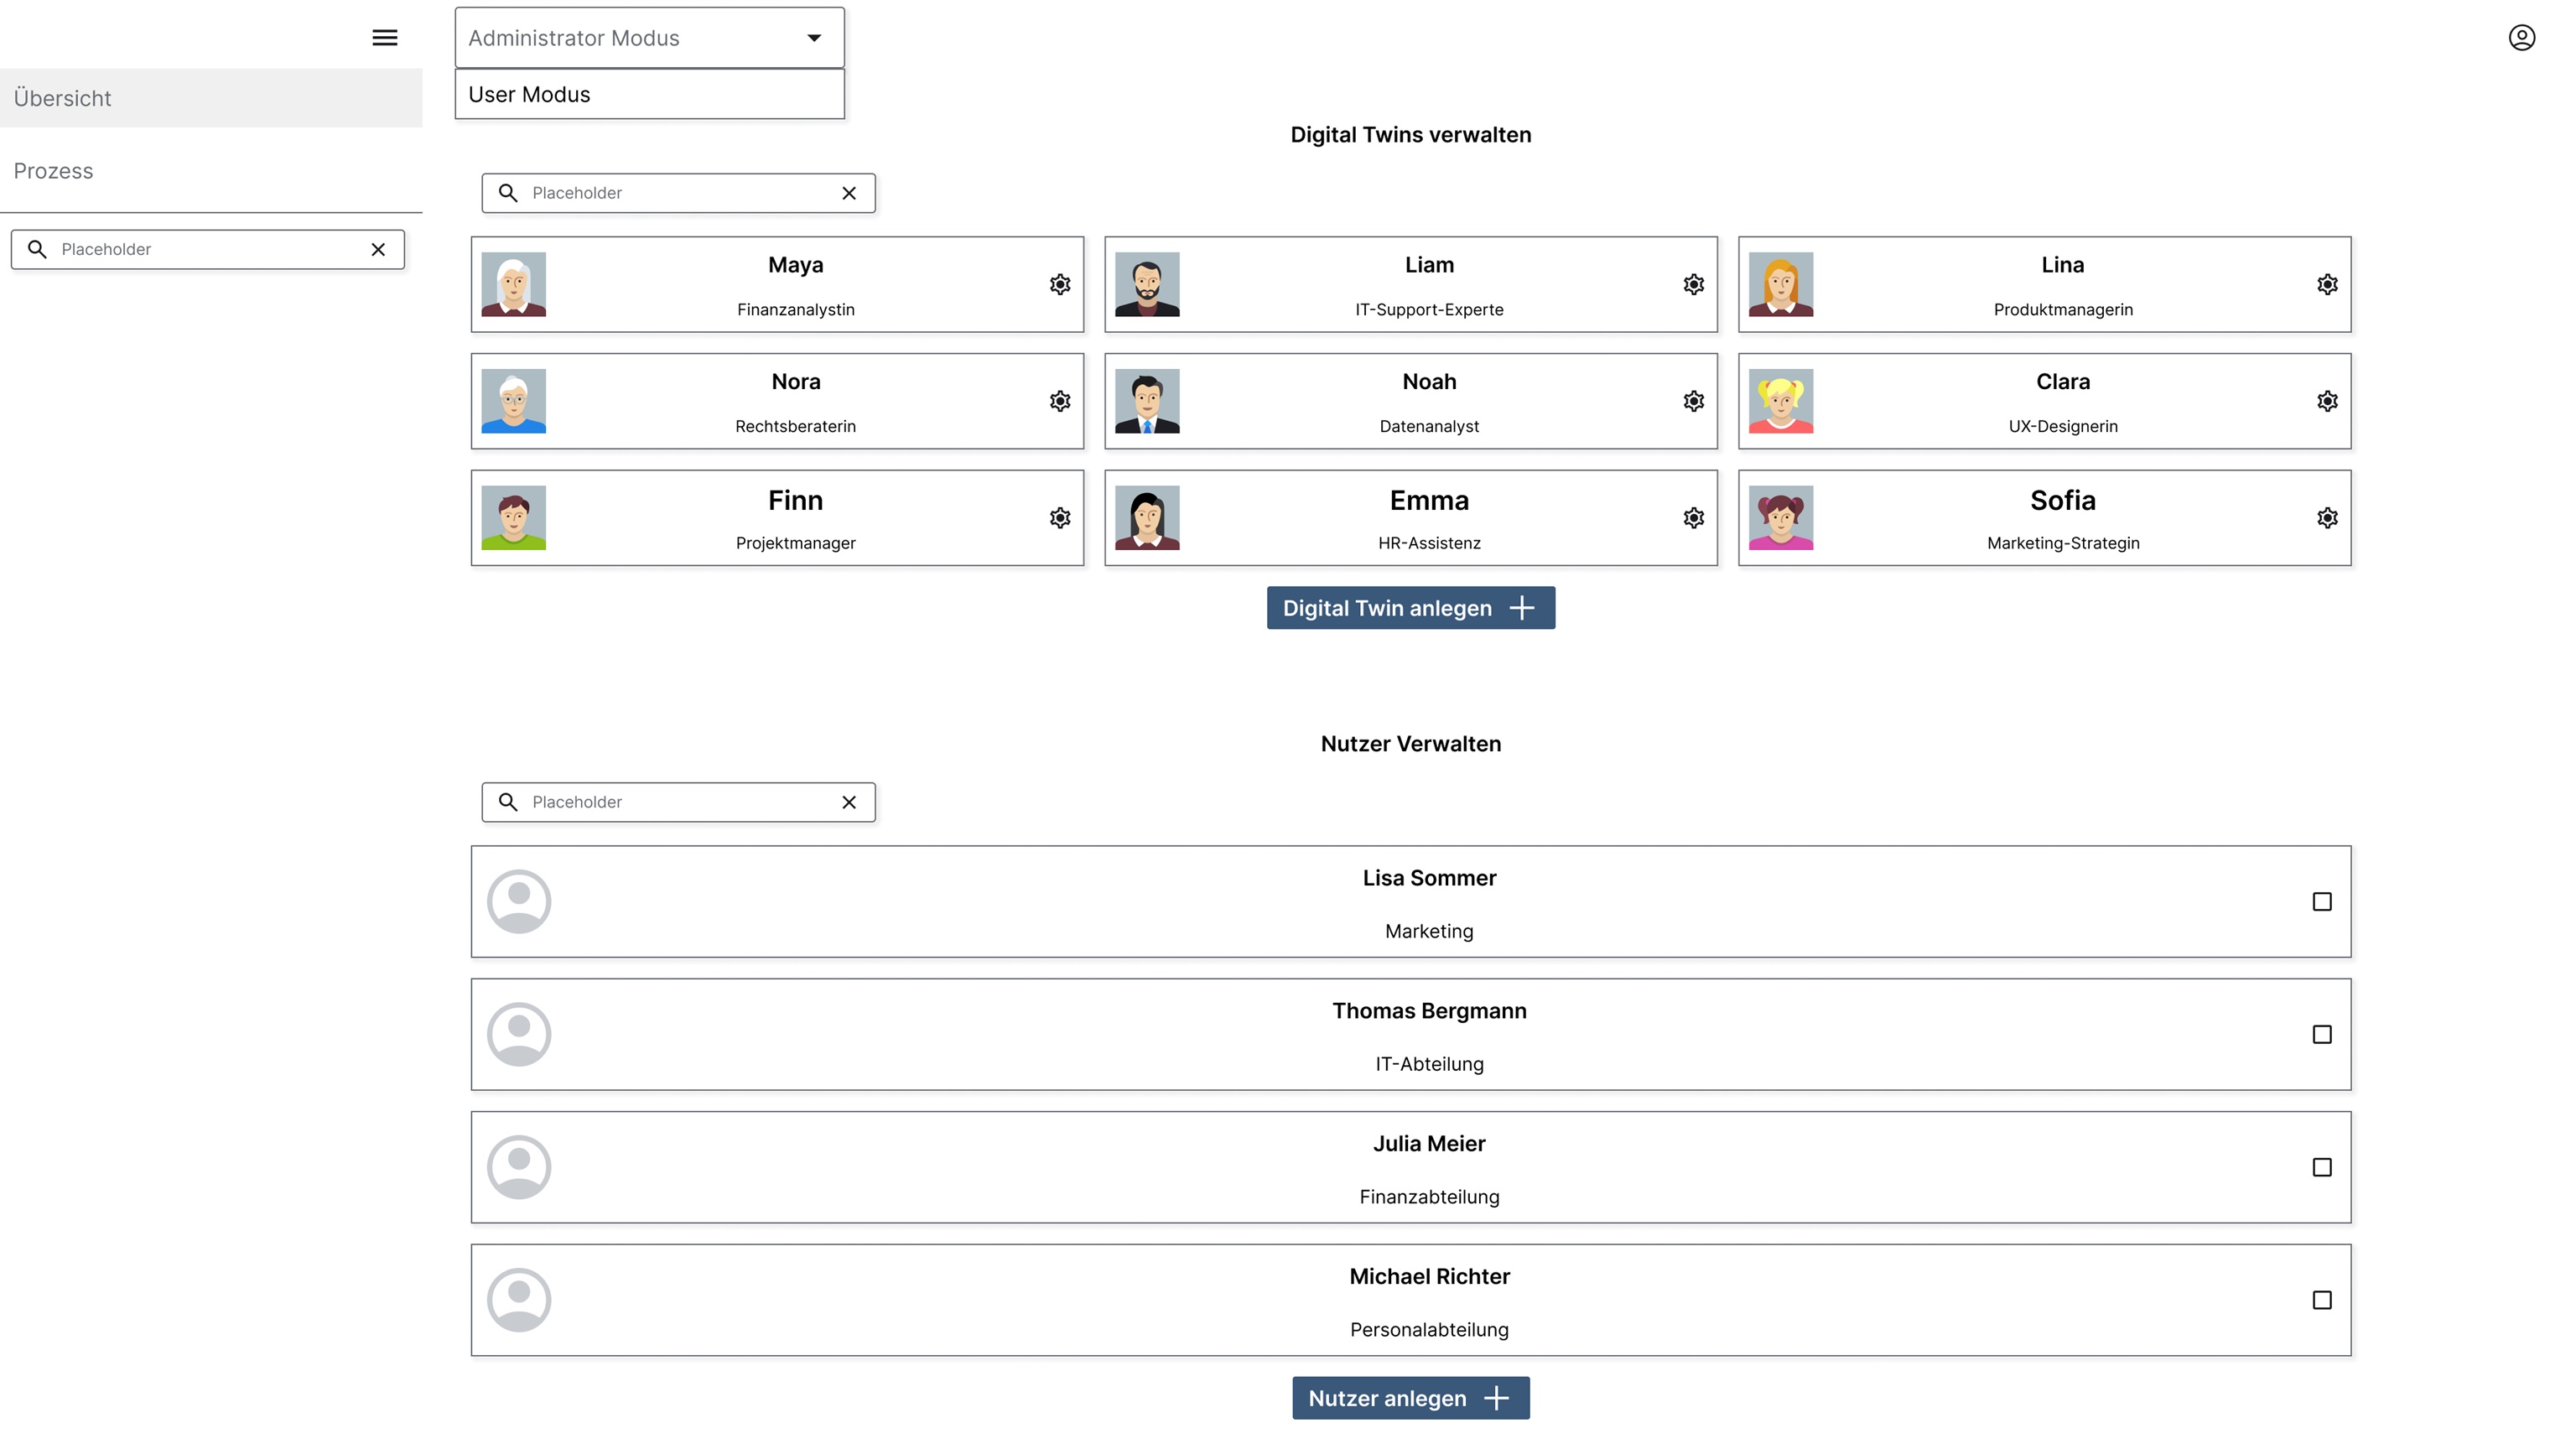 Administrator Modus
User Modus
Übersicht
Prozess
Placeholder
Digital Twins verwalten
Placeholder
Maya
Finanzanalystin
Liam
IT-Support-Experte
Lina
Produktmanagerin
Nora
Rechtsberaterin
Noah
Datenanalyst
Clara
UX-Designerin
Finn
Projektmanager
Emma
HR-Assistenz
Sofia
Marketing-Strategin
Digital Twin anlegen
Nutzer Verwalten
Placeholder
Lisa Sommer
Marketing
Thomas Bergmann
IT-Abteilung
Julia Meier
Finanzabteilung
Michael Richter
Personalabteilung
Nutzer anlegen